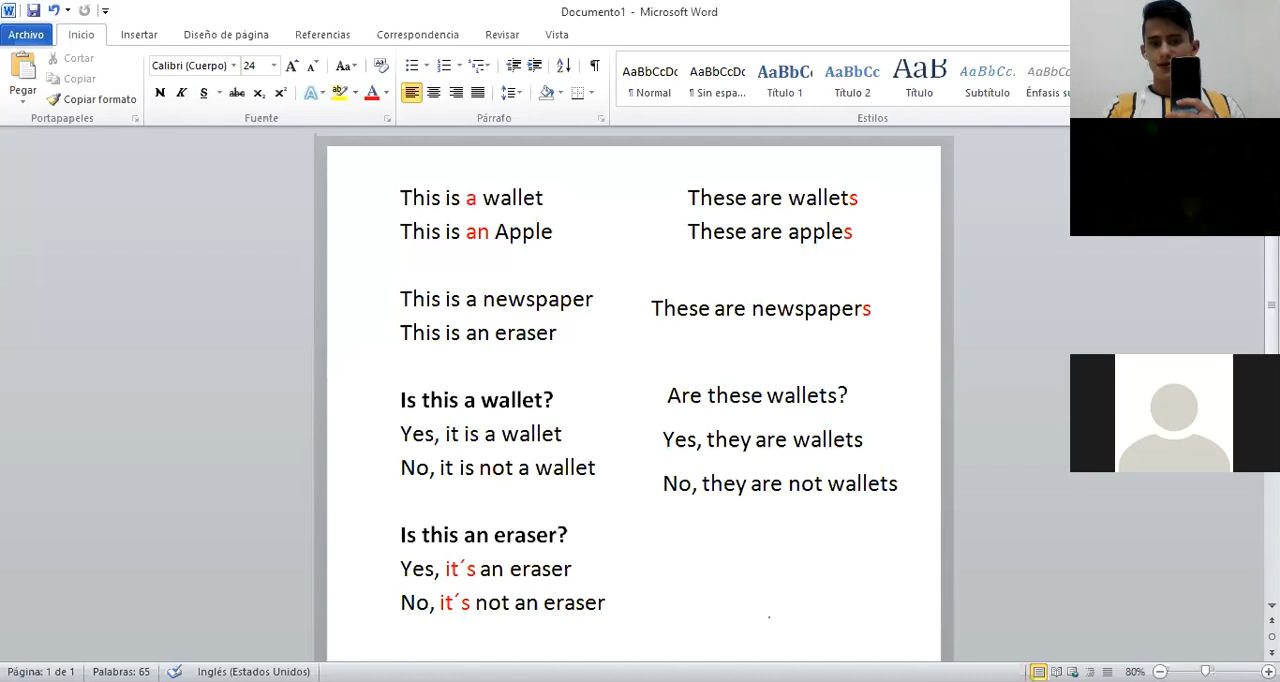 Documento1 - Microsoft Word
Archivo Inicio Insertar Diseño de página Referencias Correspondencia Revisar Vista
Pegar
Cortar
Copiar
Copiar formato
Portapapeles
Calibri (Cuerpo) 24
N K S abc x₂ x² A ab A
Fuente
Párrafo
AaBbCcDc AaBbCcDc AaBbC AaBbCc AaB AaBbCc. AaBbCc
¶ Normal ¶ Sin espa... Título 1 Título 2 Título Subtítulo Énfasis
Estilos
This is a wallet
This is an Apple
These are wallets
These are apples
This is a newspaper
This is an eraser
These are newspapers
Is this a wallet?
Yes, it is a wallet
No, it is not a wallet
Are these wallets?
Yes, they are wallets
No, they are not wallets
Is this an eraser?
Yes, it´s an eraser
No, it´s not an eraser
Página: 1 de 1 Palabras: 65 Inglés (Estados Unidos) 80%